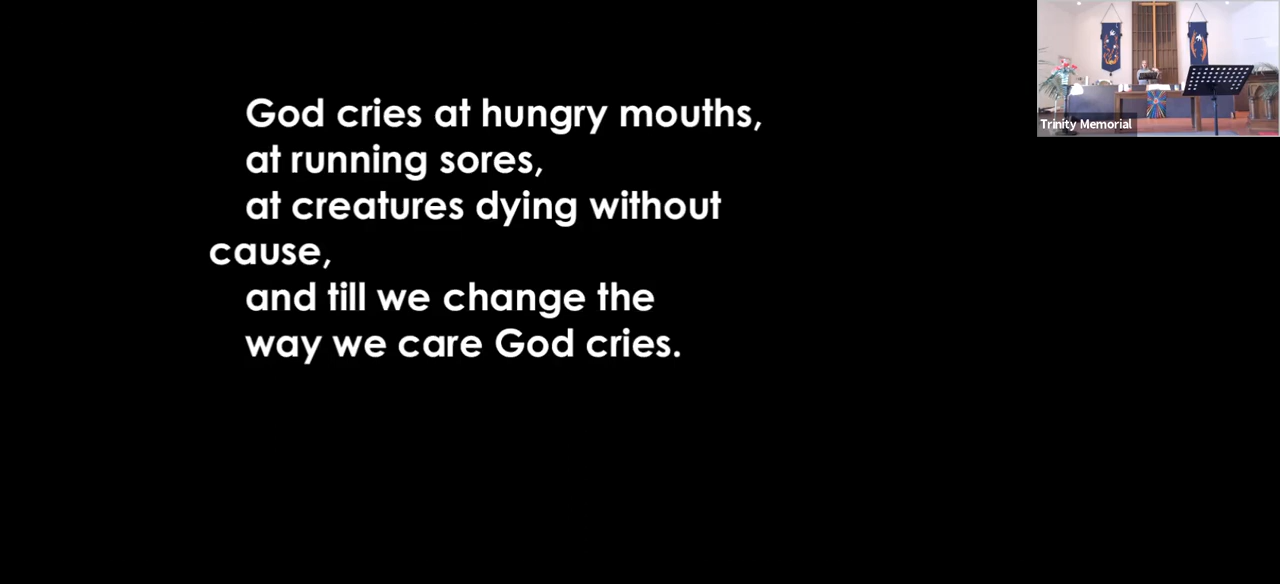 God cries at hungry mouths,
at running sores,
at creatures dying without
cause,
and till we change the
way we care God cries.
Trinity Memorial